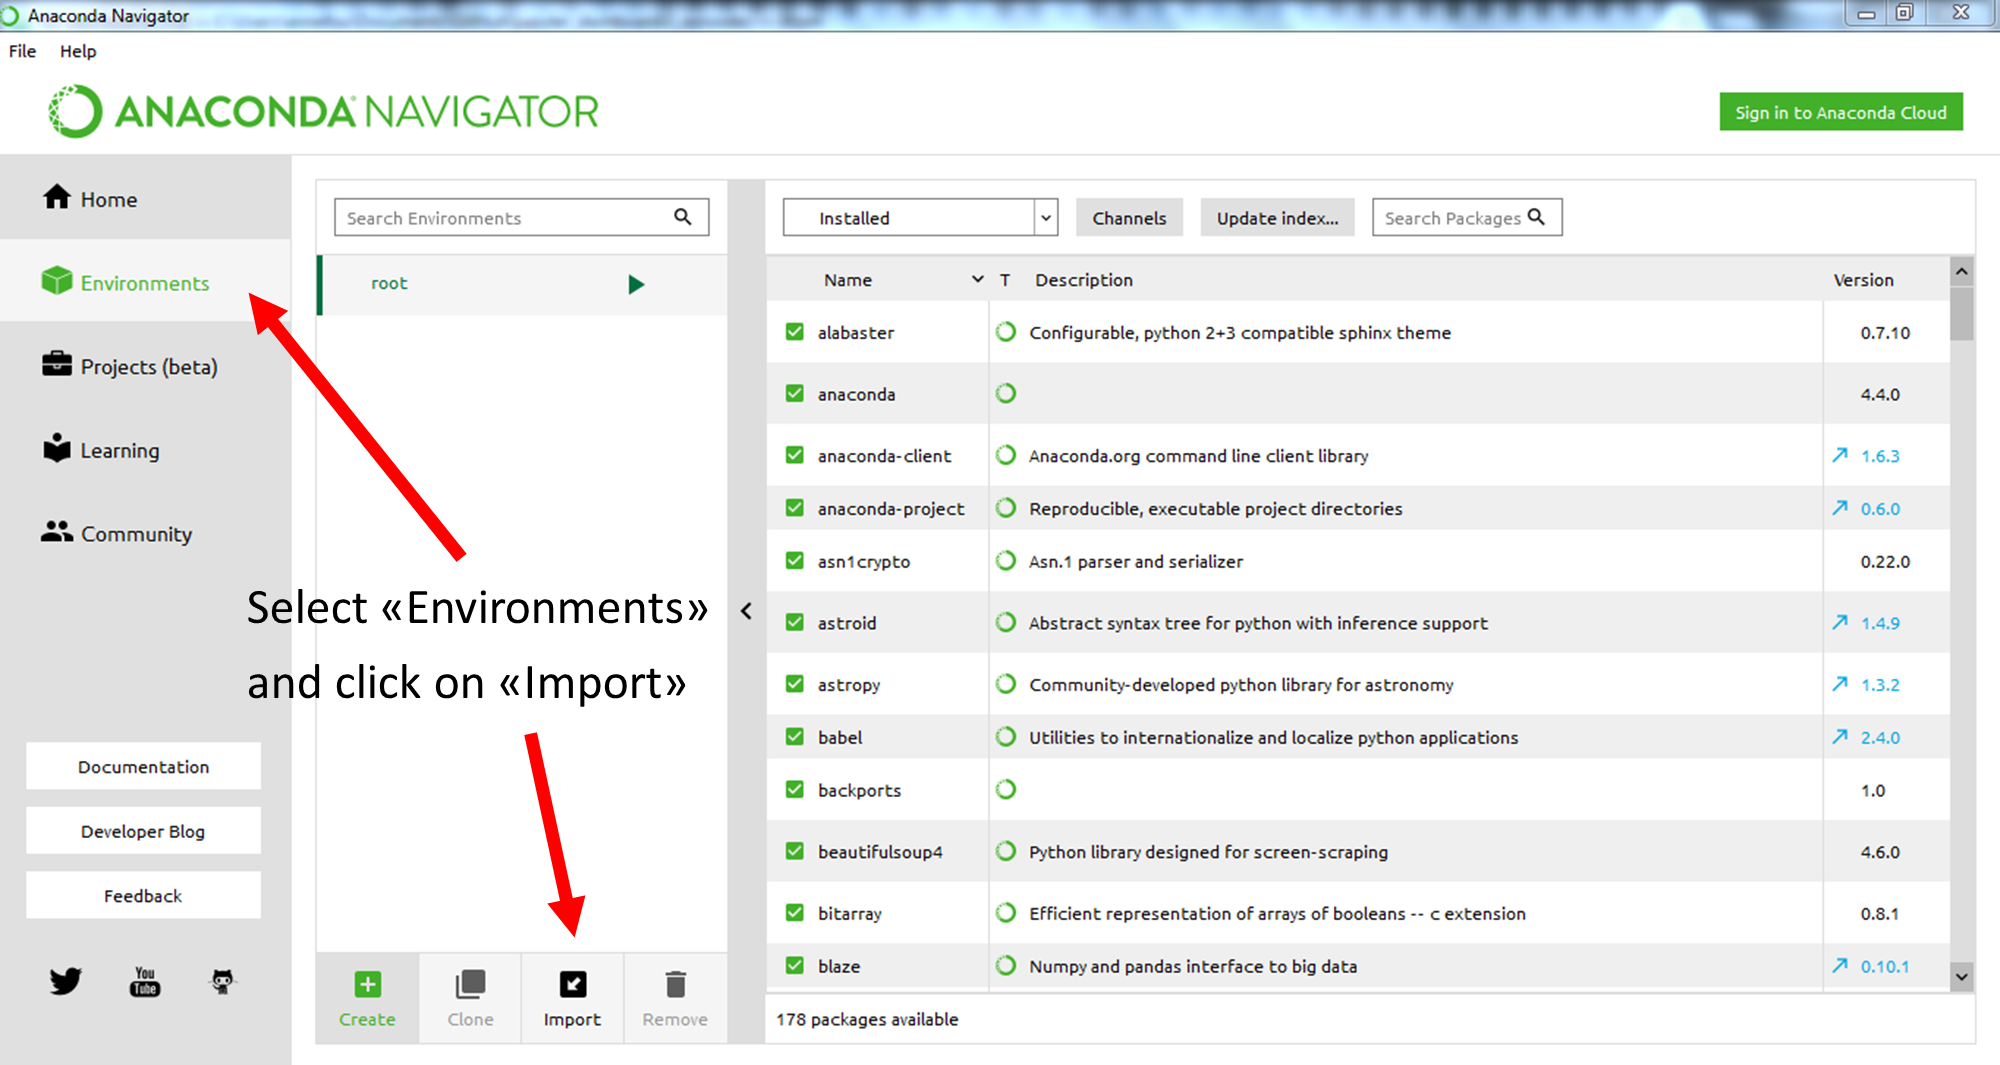 Anaconda Navigator
File Help
ANACONDA NAVIGATOR
Sign in to Anaconda Cloud
Home
Environments
Projects (beta)
Learning
Community
Documentation
Developer Blog
Feedback
You
Tube
Search Environments
root
Select «Environments»
and click on «Import»
Create Clone Import Remove
Installed Channels Update index... Search Packages
Name T Description Version
alabaster Configurable, python 2+3 compatible sphinx theme 0.7.10
anaconda 4.4.0
anaconda-client Anaconda.org command line client library 1.6.3
anaconda-project Reproducible, executable project directories 0.6.0
asn1crypto Asn.1 parser and serializer 0.22.0
astroid Abstract syntax tree for python with inference support 1.4.9
astropy Community-developed python library for astronomy 1.3.2
babel Utilities to internationalize and localize python applications 2.4.0
backports 1.0
beautifulsoup4 Python library designed for screen-scraping 4.6.0
bitarray Efficient representation of arrays of booleans -- c extension 0.8.1
blaze Numpy and pandas interface to big data 0.10.1
178 packages available